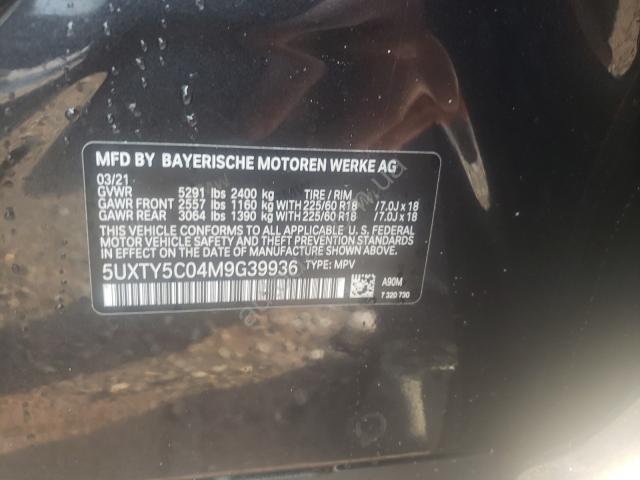 MFD BY BAYERISCHE MOTOREN WERKE AG
03/21
GVWR 5291 lbs 2400 kg TIRE / RIM
GAWR FRONT 2557 lbs 1160 kg WITH 225/60 R18 / 7.0J x 18
GAWR REAR 3064 lbs 1390 kg WITH 225/60 R18 / 7.0J x 18
THIS VEHICLE CONFORMS TO ALL APPLICABLE U. S. FEDERAL
MOTOR VEHICLE SAFETY AND THEFT PREVENTION STANDARDS
IN EFFECT ON THE DATE OF MANUFACTURE SHOWN ABOVE.
5UXTY5C04M9G39936 TYPE: MPV
A90M
7 320 730